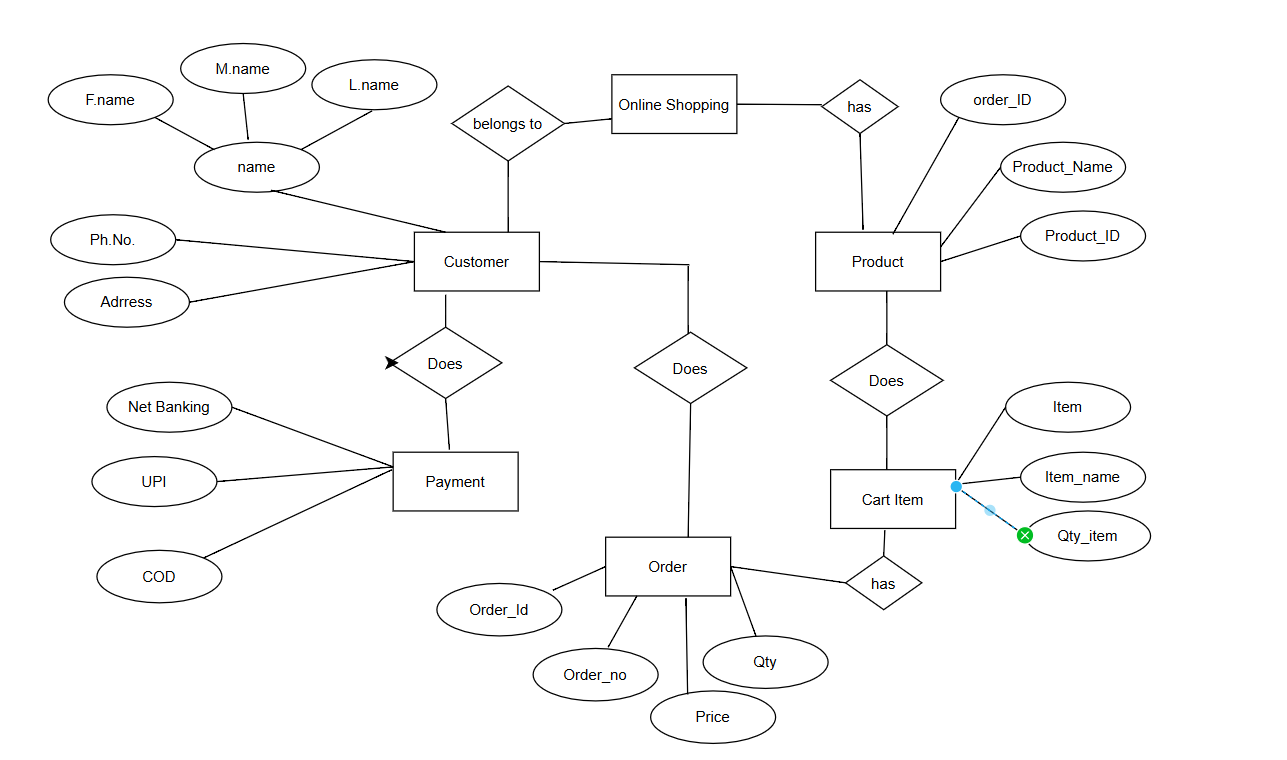 M.name
F.name
L.name
Online Shopping
has
order_ID
belongs to
name
Product_Name
Ph.No.
Customer
Product
Product_ID
Adrress
Does
Does
Does
Net Banking
Item
UPI
Payment
Cart Item
Item_name
Qty_item
COD
Order
has
Order_Id
Order_no
Qty
Price